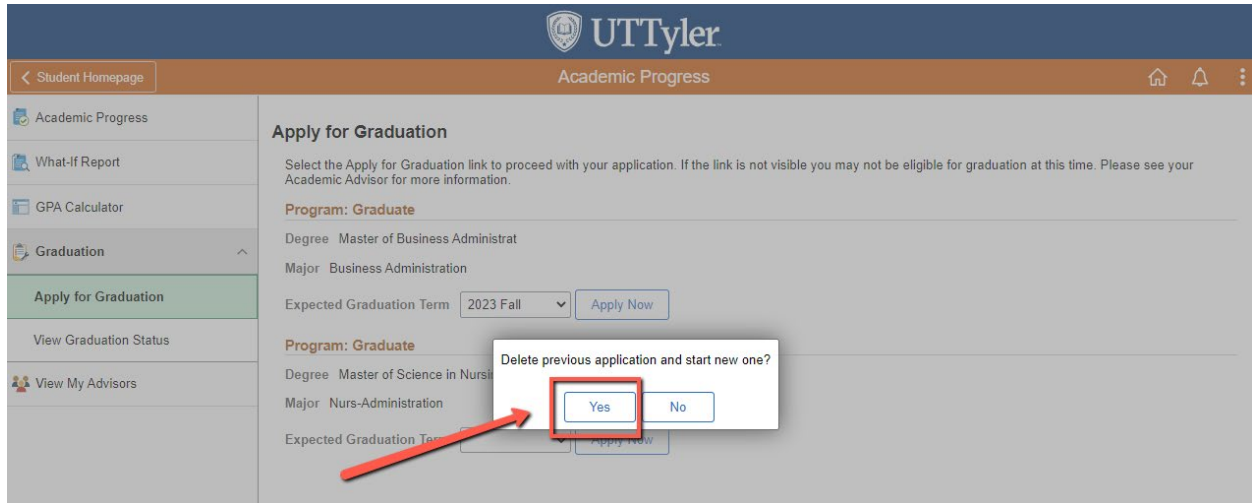 UTTyler
Student Homepage
Academic Progress
Academic Progress
What-If Report
GPA Calculator
Graduation
Apply for Graduation
View Graduation Status
View My Advisors
Apply for Graduation
Select the Apply for Graduation link to proceed with your application. If the link is not visible you may not be eligible for graduation at this time. Please see your
Academic Advisor for more information.
Program: Graduate
Degree Master of Business Administrat
Major Business Administration
Expected Graduation Term 2023 Fall Apply Now
Program: Graduate
Degree Master of Science in Nursi
Major Nurs-Administration
Expected Graduation Term Apply Now
Delete previous application and start new one?
Yes No